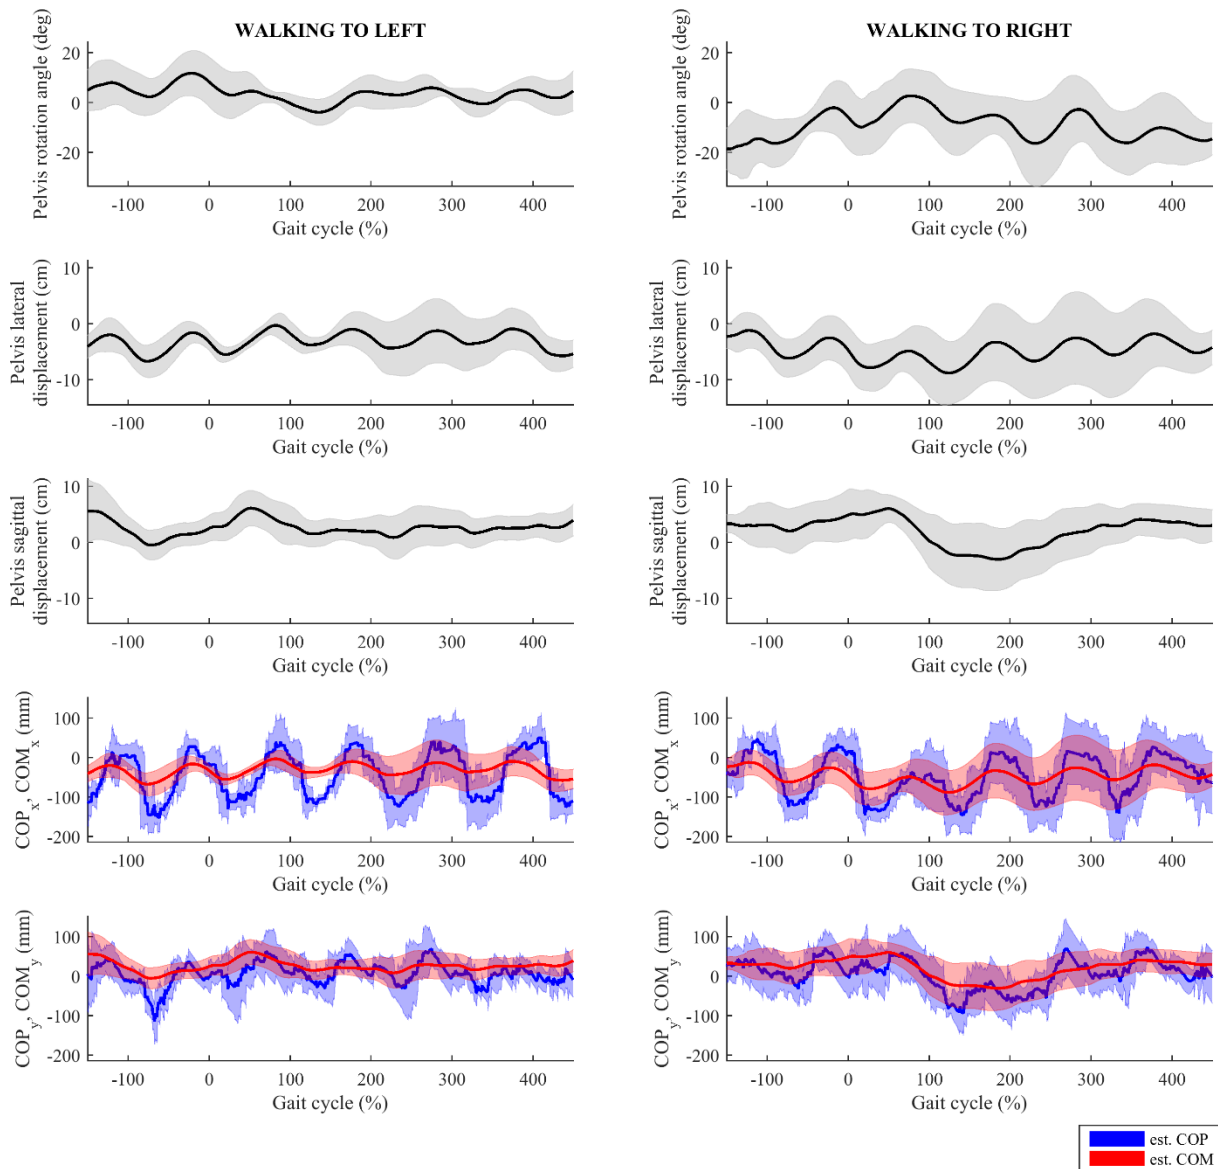 WALKING TO LEFT
WALKING TO RIGHT
Pelvis rotation angle (deg)
20
0
-20
-100 0 100 200 300 400
Gait cycle (%)
Pelvis rotation angle (deg)
20
0
-20
-100 0 100 200 300 400
Gait cycle (%)
Pelvis lateral
displacement (cm)
10
0
-10
-100 0 100 200 300 400
Gait cycle (%)
Pelvis lateral
displacement (cm)
10
0
-10
-100 0 100 200 300 400
Gait cycle (%)
Pelvis sagittal
displacement (cm)
10
0
-10
-100 0 100 200 300 400
Gait cycle (%)
Pelvis sagittal
displacement (cm)
10
0
-10
-100 0 100 200 300 400
Gait cycle (%)
COP_x, COM_x (mm)
100
0
-100
-200
-100 0 100 200 300 400
Gait cycle (%)
COP_x, COM_x (mm)
100
0
-100
-200
-100 0 100 200 300 400
Gait cycle (%)
COP_y, COM_y (mm)
100
0
-100
-200
-100 0 100 200 300 400
Gait cycle (%)
COP_y, COM_y (mm)
100
0
-100
-200
-100 0 100 200 300 400
Gait cycle (%)
est. COP
est. COM